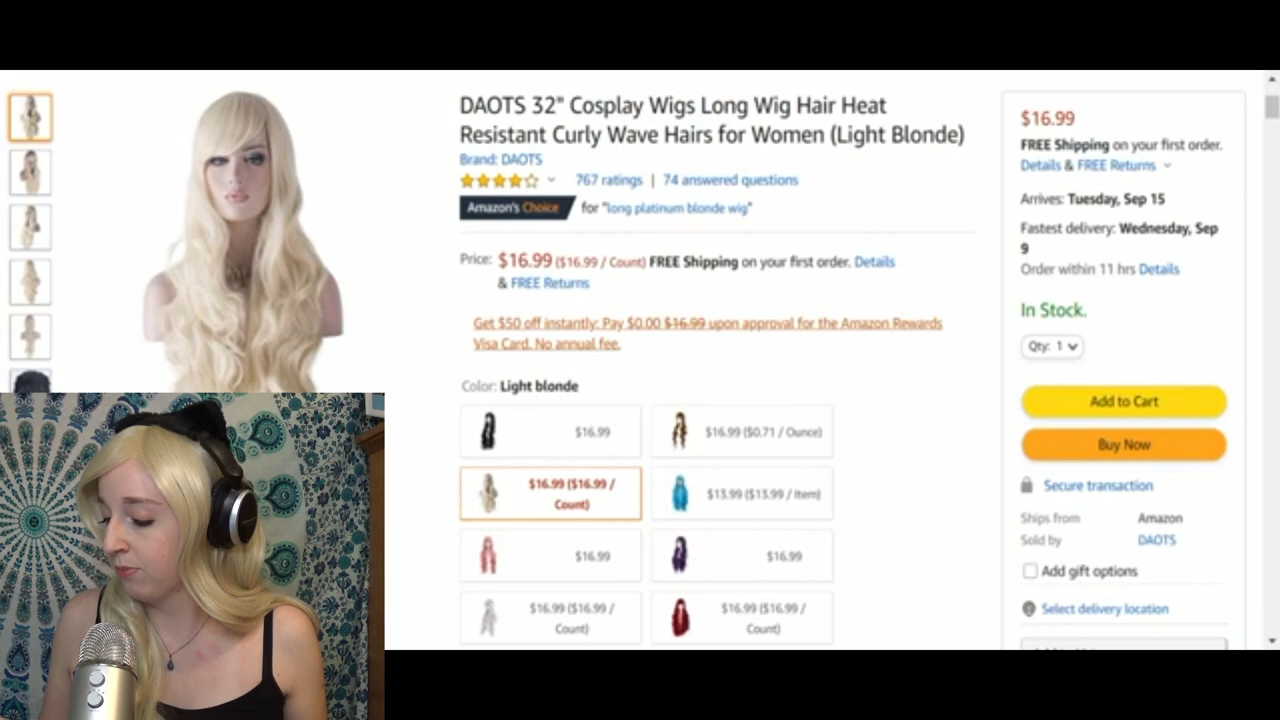 DAOTS 32" Cosplay Wigs Long Wig Hair Heat
Resistant Curly Wave Hairs for Women (Light Blonde)
Brand: DAOTS
767 ratings | 74 answered questions
Amazon's Choice for "long platinum blonde wig"
Price: $16.99 ($16.99 / Count) FREE Shipping on your first order. Details
& FREE Returns
Get $50 off instantly: Pay $0.00 $16.99 upon approval for the Amazon Rewards
Visa Card. No annual fee.
Color: Light blonde
$16.99
$16.99 ($0.71 / Ounce)
$16.99 ($16.99 /
Count)
$13.99 ($13.99 / Item)
$16.99
$16.99
$16.99 ($16.99 /
Count)
$16.99 ($16.99 /
Count)
$16.99
FREE Shipping on your first order.
Details & FREE Returns
Arrives: Tuesday, Sep 15
Fastest delivery: Wednesday, Sep
9
Order within 11 hrs Details
In Stock.
Qty: 1
Add to Cart
Buy Now
Secure transaction
Ships from Amazon
Sold by DAOTS
Add gift options
Select delivery location